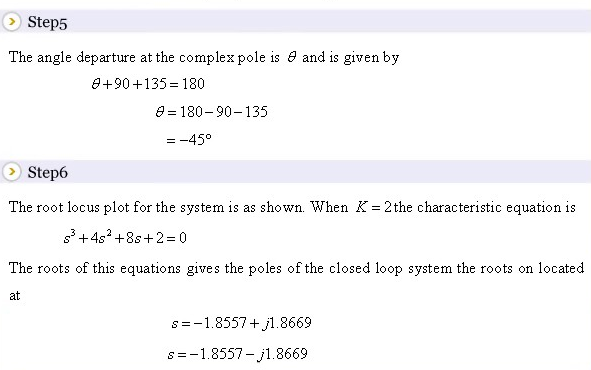 Step5
The angle departure at the complex pole is θ and is given by
θ+90+135=180
θ=180−90−135
=−45°
Step6
The root locus plot for the system is as shown. When K=2the characteristic equation is
s³+4s²+8s+2=0
The roots of this equations gives the poles of the closed loop system the roots on located
at
s=−1.8557+j1.8669
s=−1.8557−j1.8669